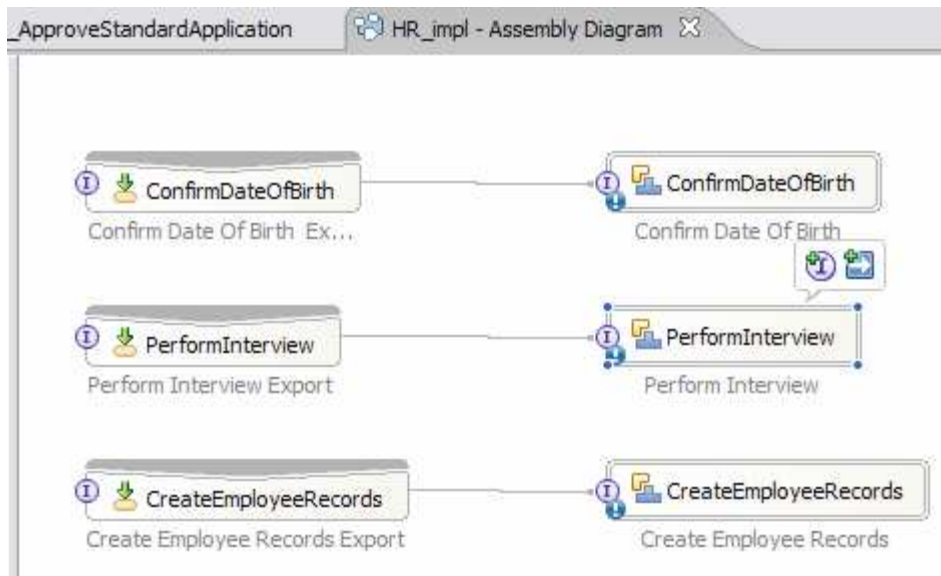 _ApproveStandardApplication
HR_impl - Assembly Diagram
I ConfirmDateOfBirth
Confirm Date Of Birth Ex...
I ConfirmDateOfBirth
Confirm Date Of Birth
I
I PerformInterview
Perform Interview Export
I PerformInterview
Perform Interview
I CreateEmployeeRecords
Create Employee Records Export
I CreateEmployeeRecords
Create Employee Records